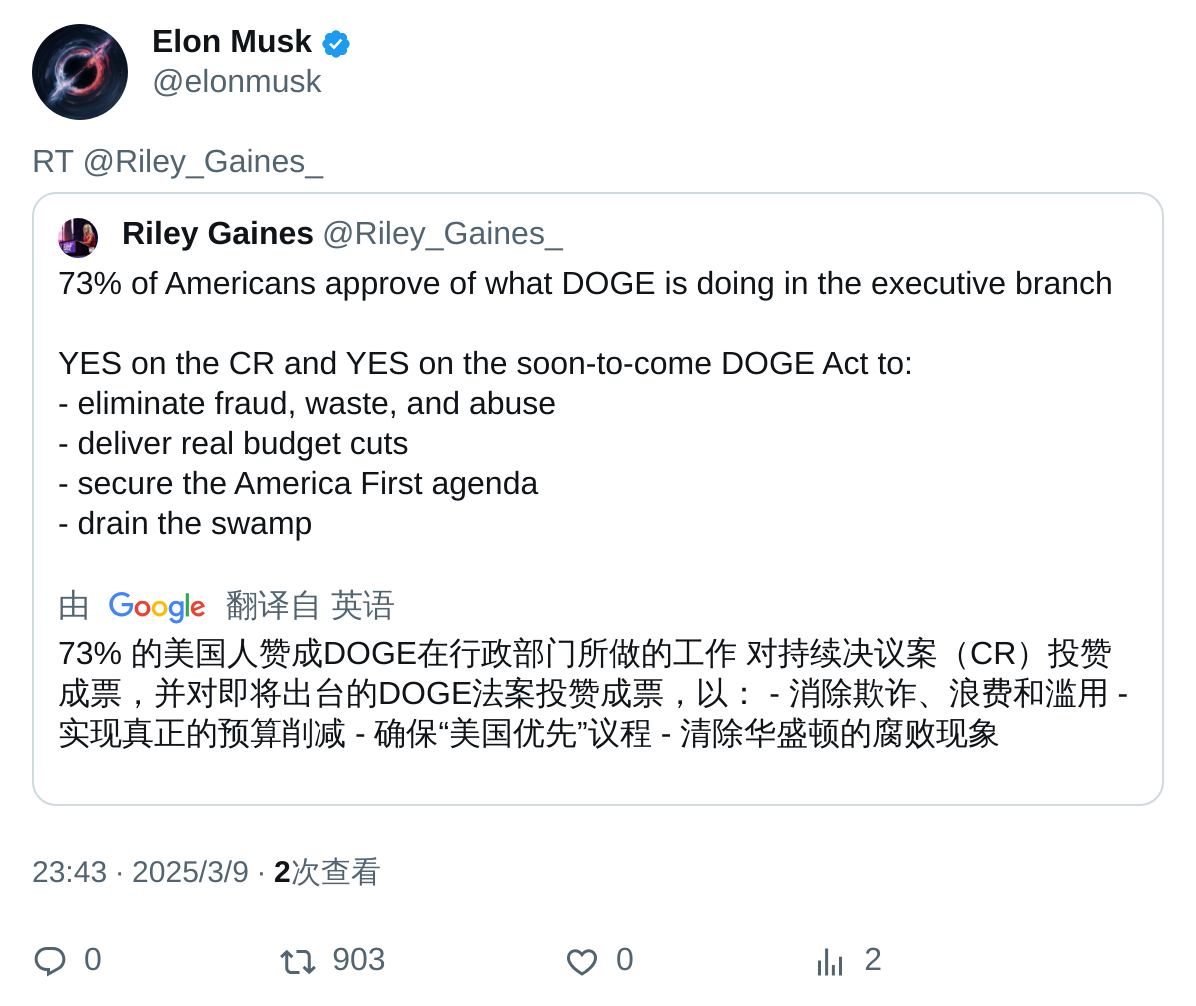 Elon Musk
@elonmusk
RT @Riley_Gaines_
Riley Gaines @Riley_Gaines_
73% of Americans approve of what DOGE is doing in the executive branch
YES on the CR and YES on the soon-to-come DOGE Act to:
- eliminate fraud, waste, and abuse
- deliver real budget cuts
- secure the America First agenda
- drain the swamp
由 Google 翻译自 英语
73% 的美国人赞成DOGE在行政部门所做的工作 对持续决议案（CR）投赞
成票，并对即将出台的DOGE法案投赞成票，以： - 消除欺诈、浪费和滥用 -
实现真正的预算削减 - 确保“美国优先”议程 - 清除华盛顿的腐败现象
23:43 · 2025/3/9 · 2次查看
0 903 0 2